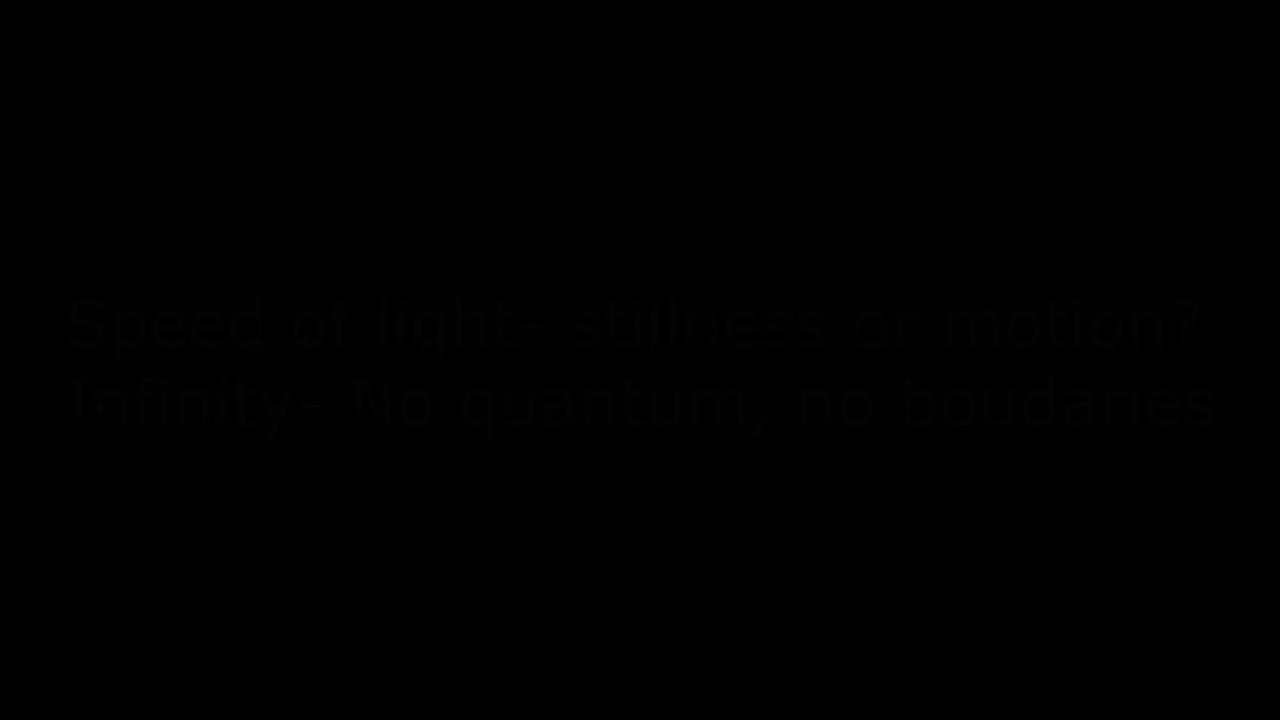 Speed of light- stillness or motion?
Infinity- No quantum, no boudaries